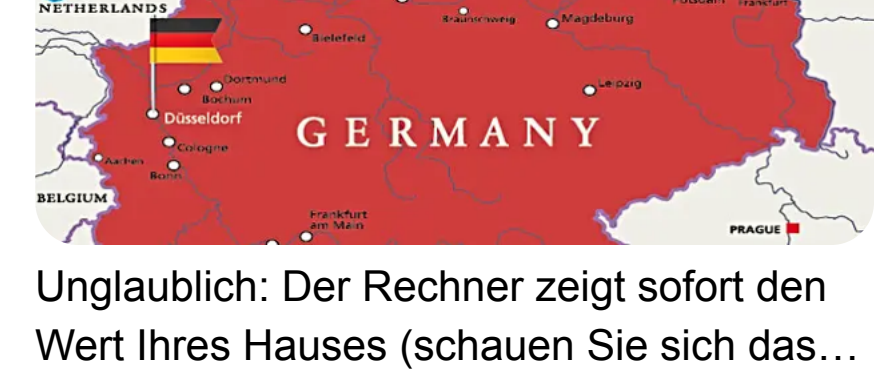 NETHERLANDS
Braunschweig
Magdeburg
Bielefeld
Dortmund
Bochum
Leipzig
Düsseldorf
GERMANY
Cologne
Aachen
Bonn
BELGIUM
Frankfurt
am Main
PRAGUE
Unglaublich: Der Rechner zeigt sofort den
Wert Ihres Hauses (schauen Sie sich das…